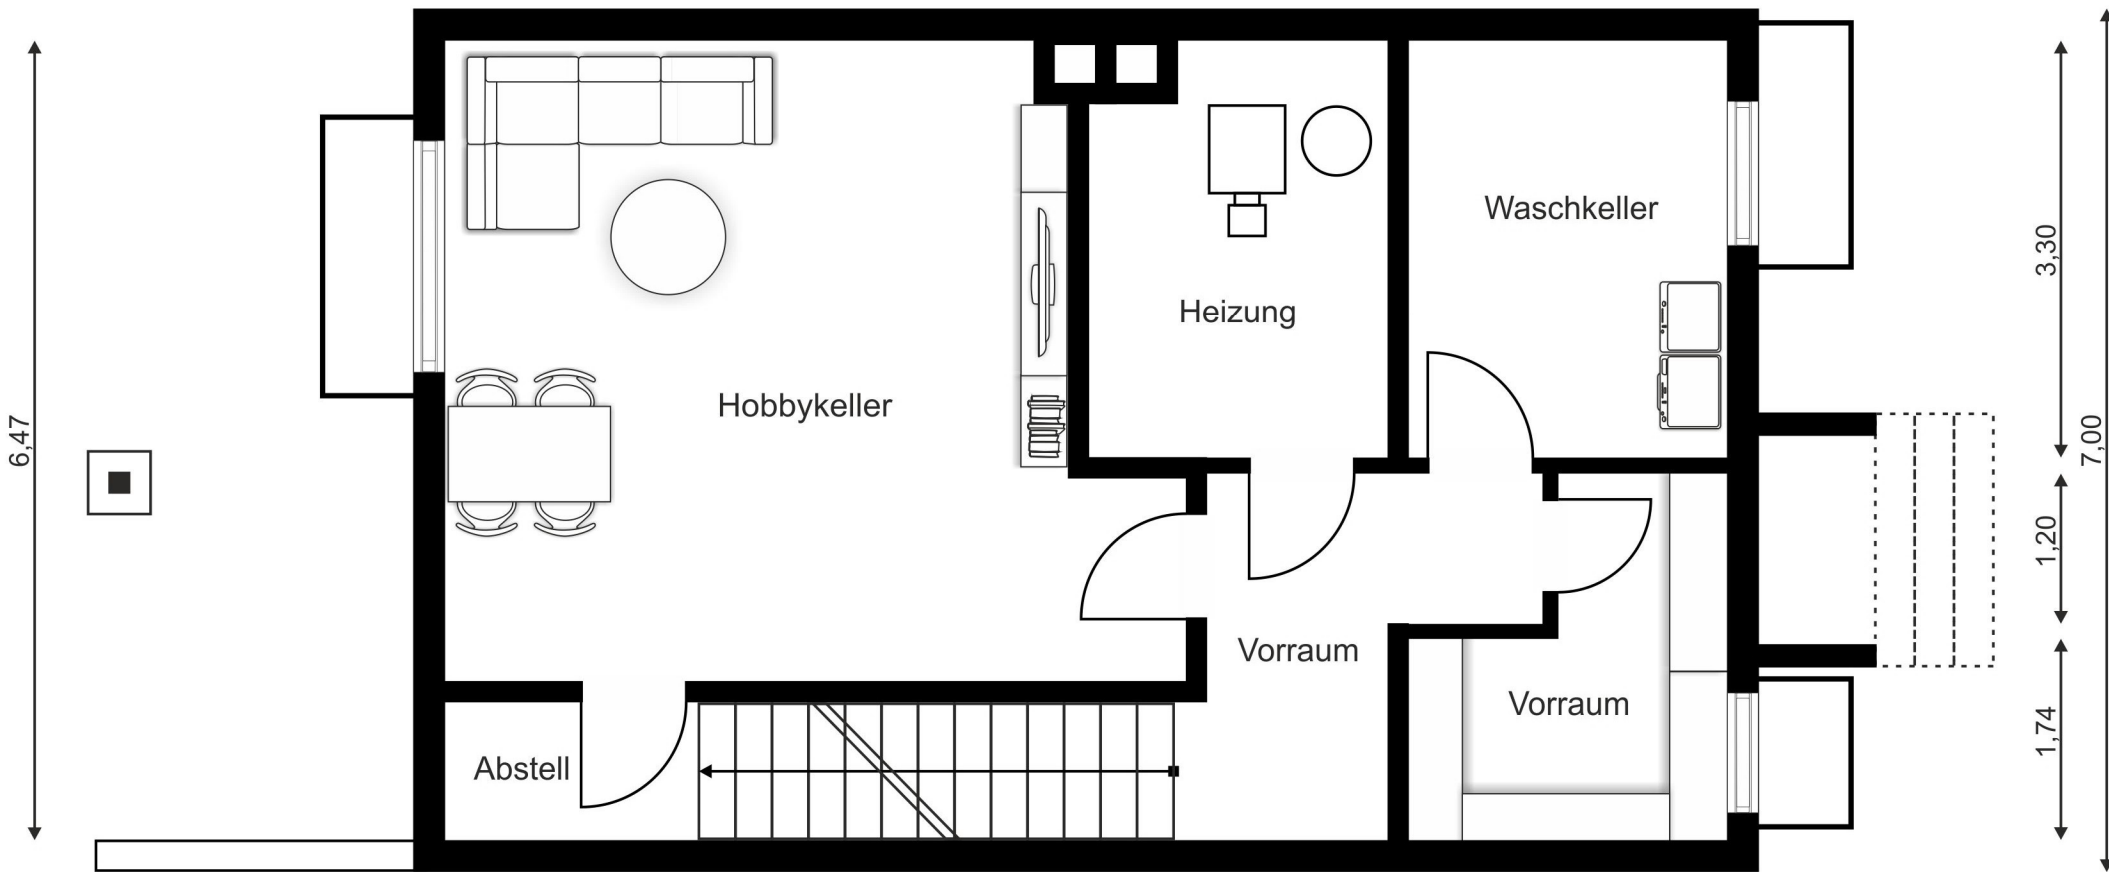 Waschkeller
3,30
Heizung
Hobbykeller
6,47
7,00
1,20
Vorraum
Vorraum
1,74
Abstell